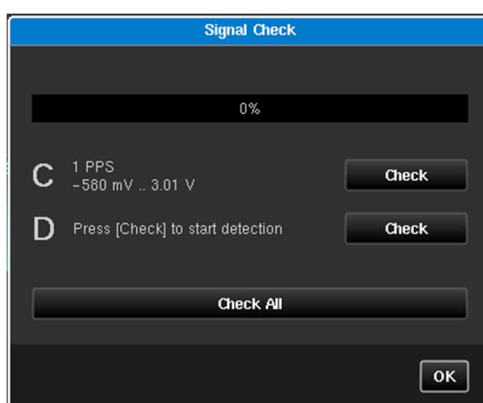 Signal Check
0%
C 1 PPS
-580 mV .. 3.01 V
Check
D Press [Check] to start detection
Check
Check All
OK